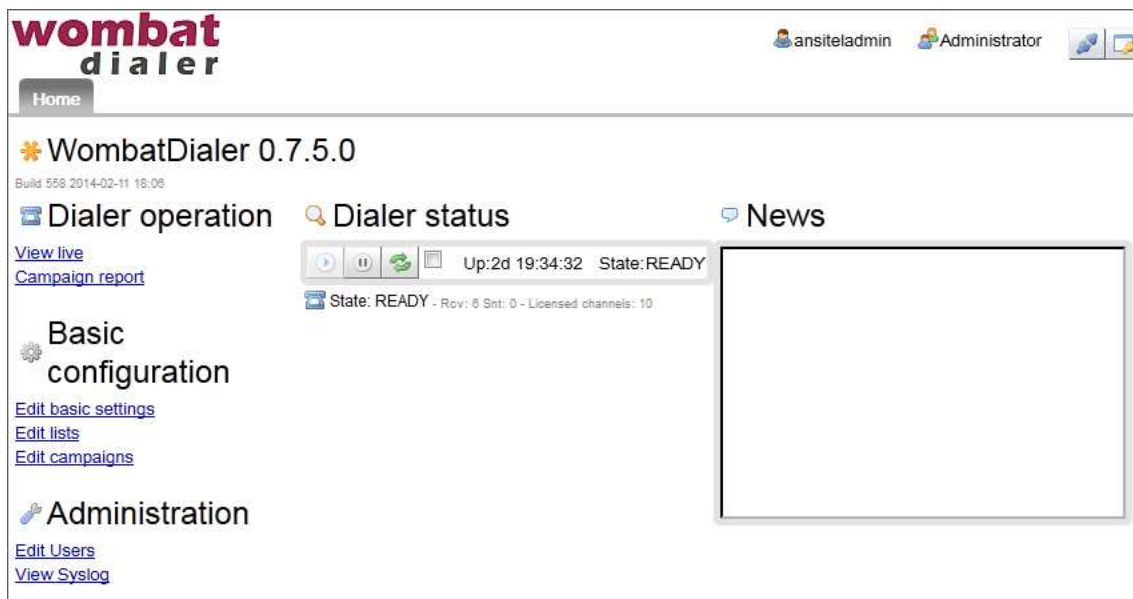 wombat
dialer
ansiteladmin Administrator
Home
WombatDialer 0.7.5.0
Build 558 2014-02-11 18:06
Dialer operation
View live
Campaign report
Basic
configuration
Edit basic settings
Edit lists
Edit campaigns
Administration
Edit Users
View Syslog
Dialer status
Up:2d 19:34:32 State:READY
State: READY - Rcv: 6 Snt: 0 - Licensed channels: 10
News